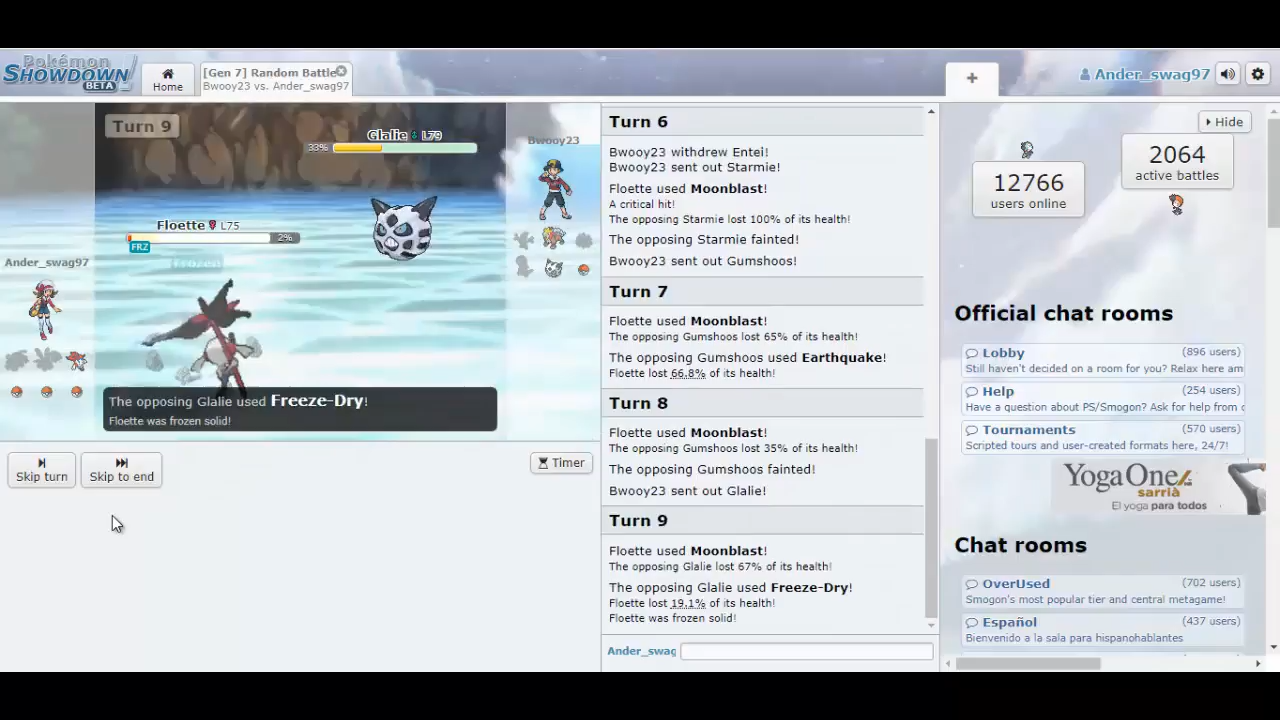 Pokémon
SHOWDOWN
BETA
Home
[Gen 7] Random Battle
Bwooy23 vs. Ander_swag97
+
Ander_swag97
Turn 9
Glalie L79
33%
Floette L75
2%
FRZ
Frozen!
Ander_swag97
Bwooy23
The opposing Glalie used Freeze-Dry!
Floette was frozen solid!
Skip turn
Skip to end
Timer
Turn 6
Bwooy23 withdrew Entei!
Bwooy23 sent out Starmie!
Floette used Moonblast!
A critical hit!
The opposing Starmie lost 100% of its health!
The opposing Starmie fainted!
Bwooy23 sent out Gumshoos!
Turn 7
Floette used Moonblast!
The opposing Gumshoos lost 65% of its health!
The opposing Gumshoos used Earthquake!
Floette lost 66.8% of its health!
Turn 8
Floette used Moonblast!
The opposing Gumshoos lost 35% of its health!
The opposing Gumshoos fainted!
Bwooy23 sent out Glalie!
Turn 9
Floette used Moonblast!
The opposing Glalie lost 67% of its health!
The opposing Glalie used Freeze-Dry!
Floette lost 19.1% of its health!
Floette was frozen solid!
Ander_swag
Hide
12766
users online
2064
active battles
Official chat rooms
Lobby (896 users)
Still haven't decided on a room for you? Relax here am
Help (254 users)
Have a question about PS/Smogon? Ask for help from c
Tournaments (570 users)
Scripted tours and user-created formats here, 24/7!
YogaOne
sarrià
El yoga para todos
Chat rooms
OverUsed (702 users)
Smogon's most popular tier and central metagame!
Español (437 users)
Bienvenido a la sala para hispanohablantes